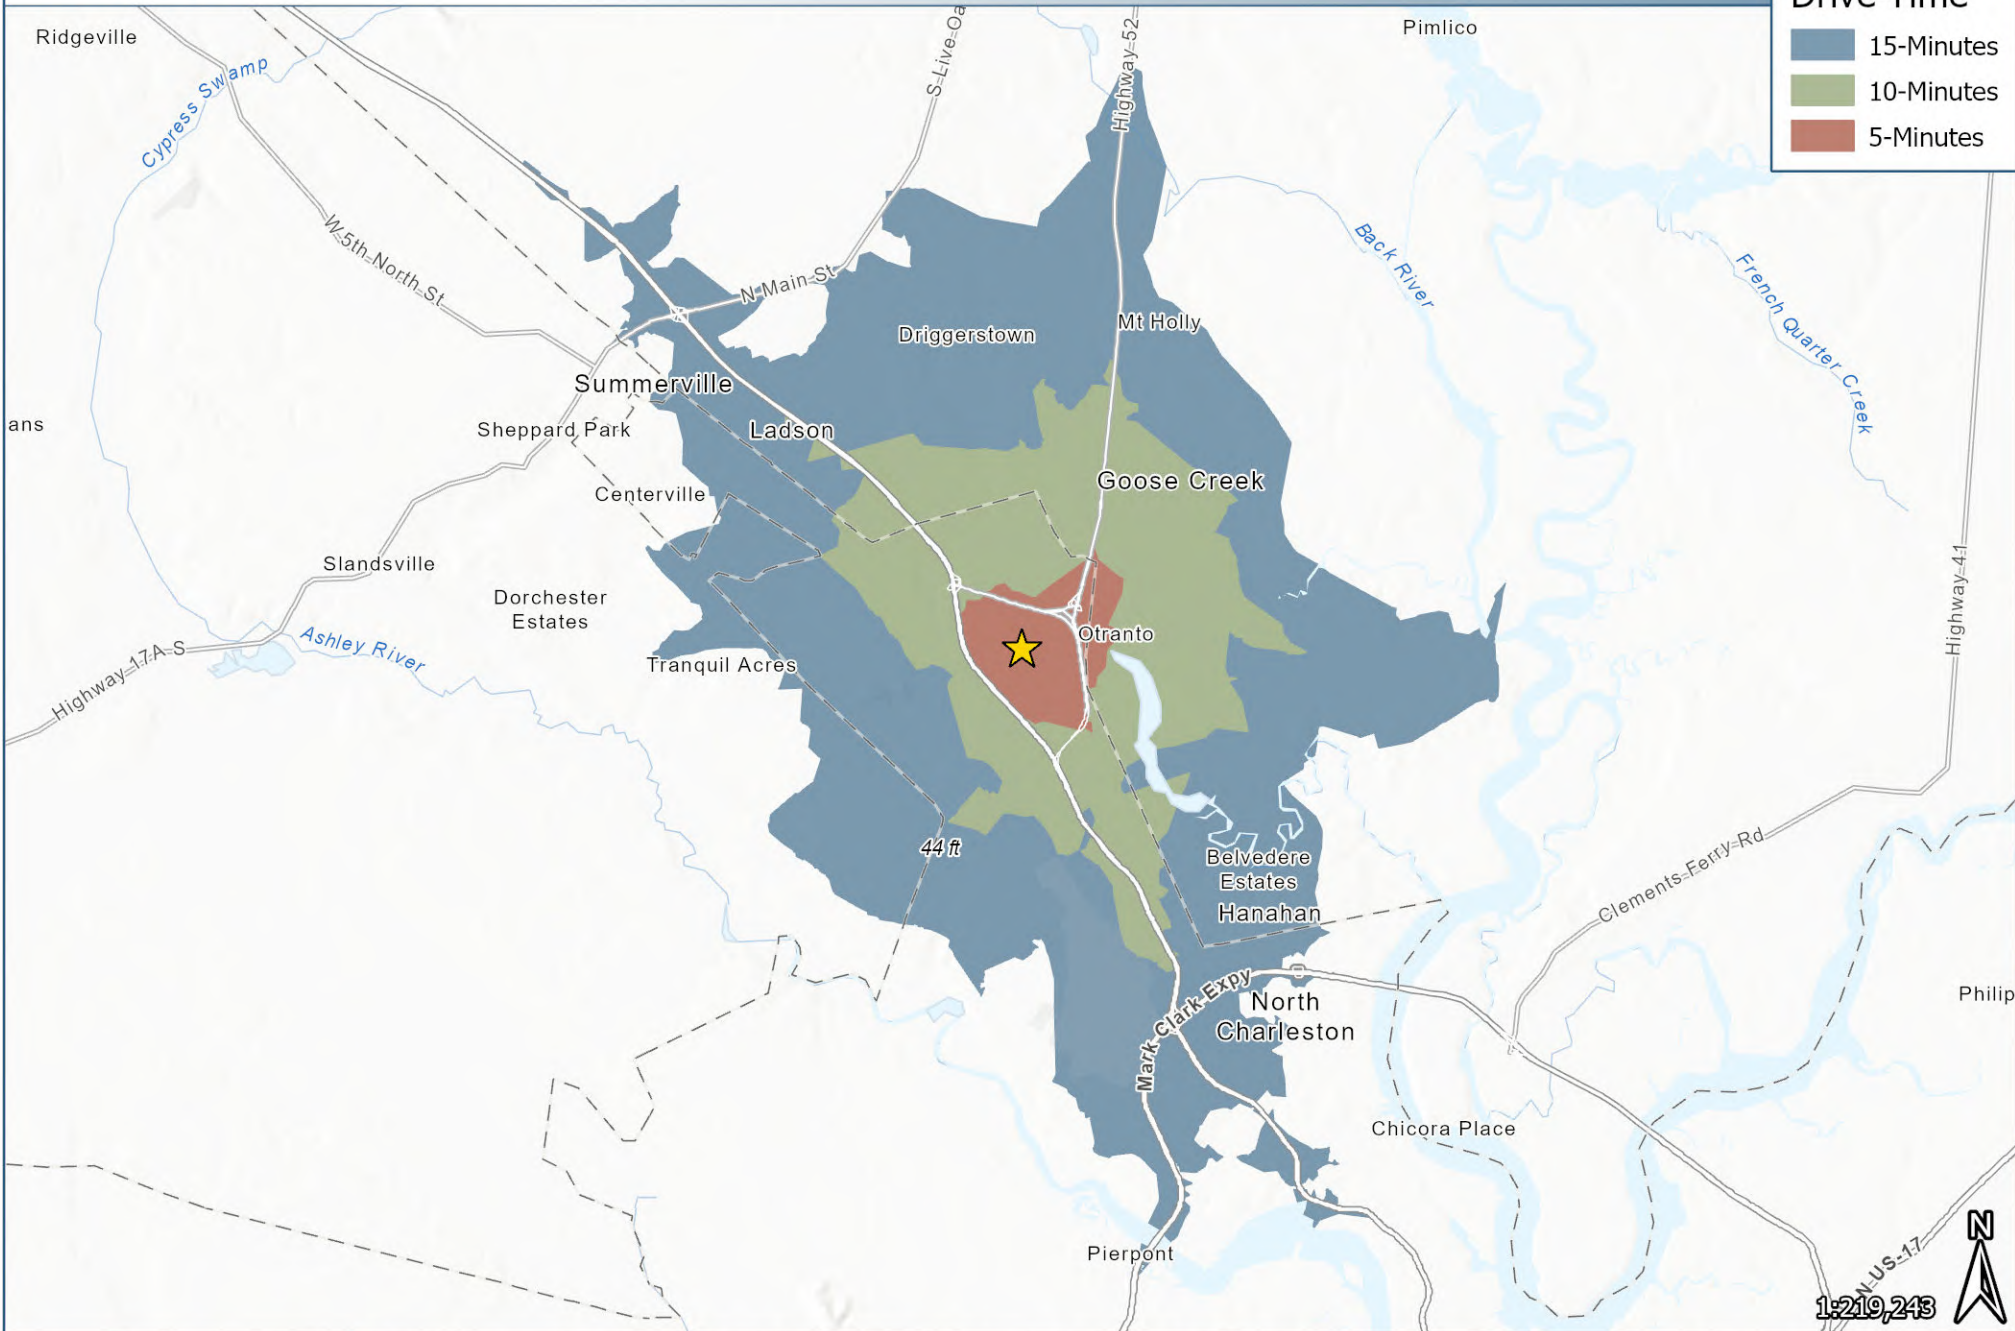 Drive Time
15-Minutes
10-Minutes
5-Minutes
Ridgeville
Pimlico
Cypress Swamp
S Live Oa
Highway 52
W 5th North St
Back River
French Quarter Creek
N Main St
Mt Holly
Driggerstown
Summerville
ans
Sheppard Park
Ladson
Goose Creek
Centerville
Slandsville
Highway 41
Dorchester
Estates
Ashley River
Otranto
Tranquil Acres
Highway 17A S
44 ft
Belvedere
Estates
Clements Ferry Rd
Hanahan
Mark Clark Expy
North
Charleston
Philip
Chicora Place
Pierpont
N US-17
N
1:219,243